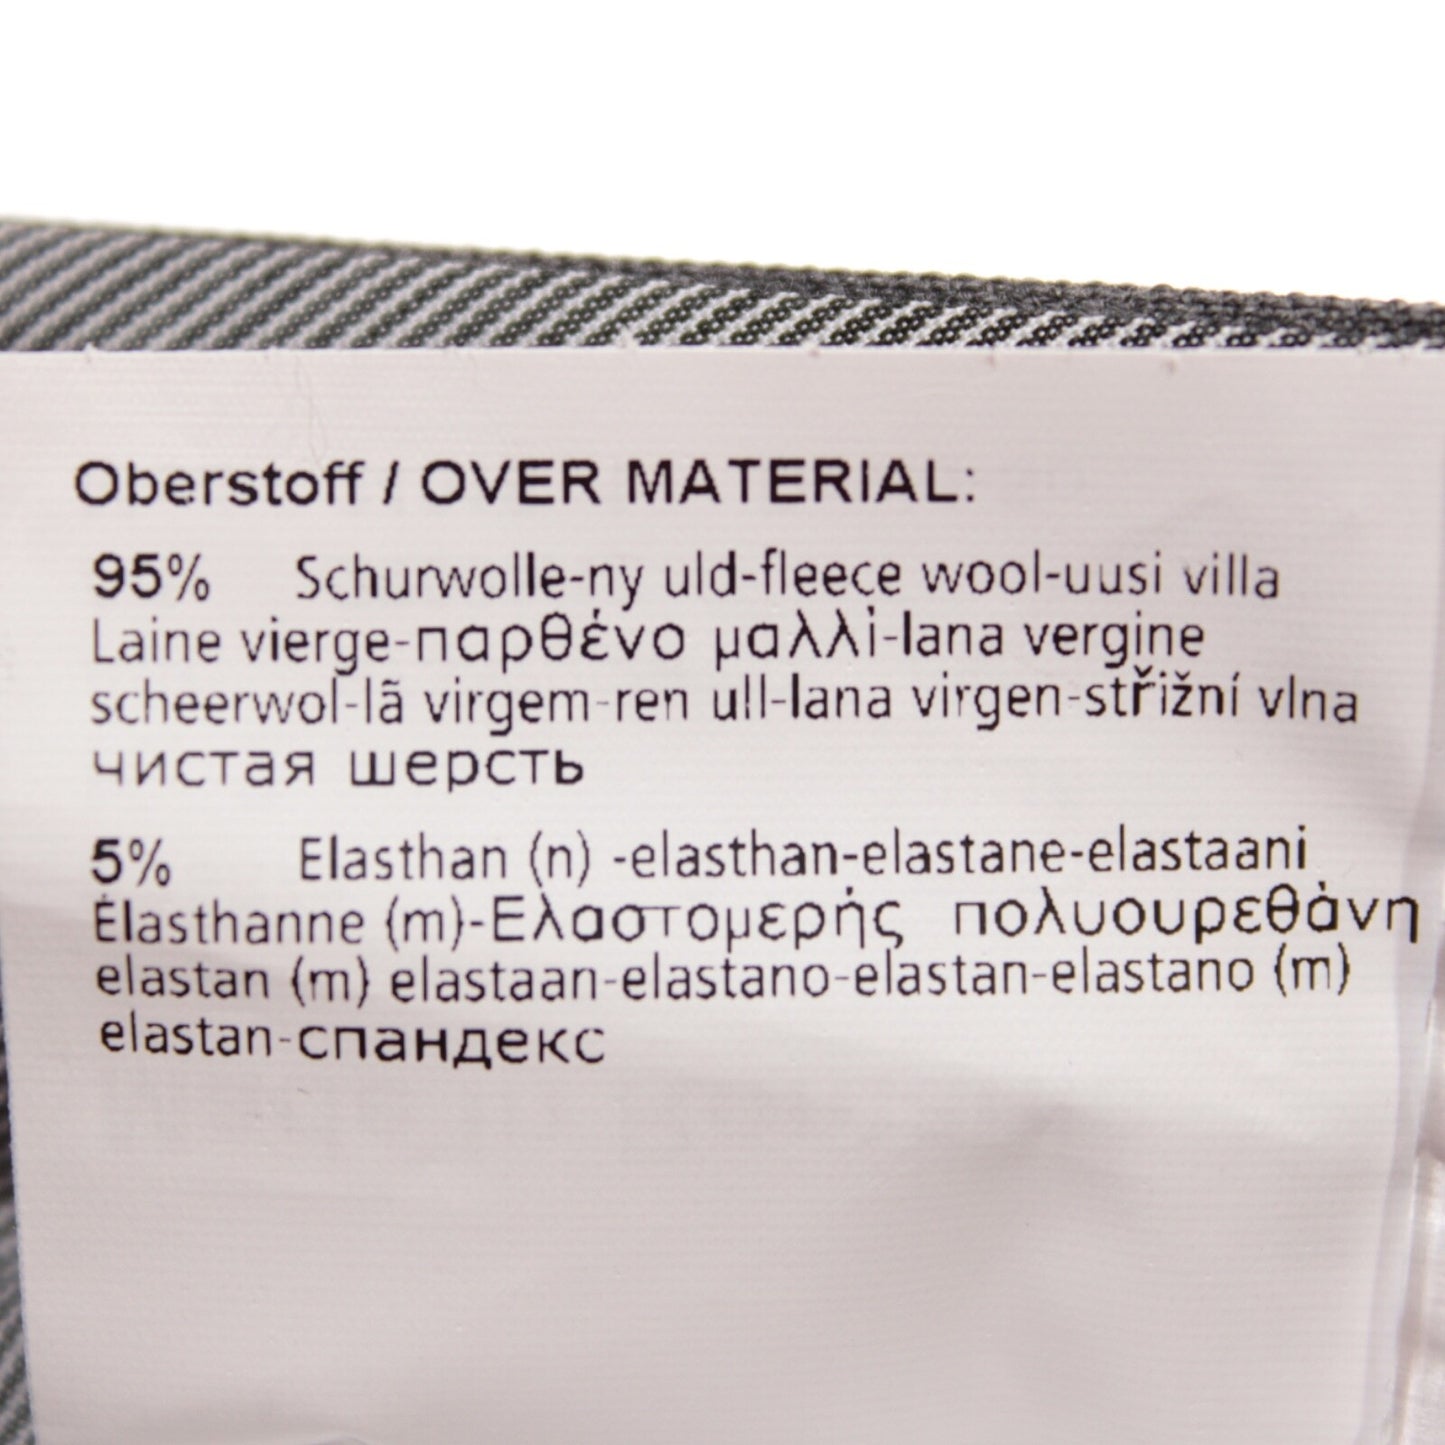 Oberstoff / OVER MATERIAL:
95% Schurwolle-ny uld-fleece wool-uusi villa
Laine vierge-παρθένο μαλλί-lana vergine
scheerwol-lã virgem-ren ull-lana virgen-střižní vlna
чистая шерсть
5% Elasthan (n) -elasthan-elastane-elastaani
Élasthanne (m)-Ελαστομερής πολυουρεθάνη
elastan (m) elastaan-elastano-elastan-elastano (m)
elastan-спандекс